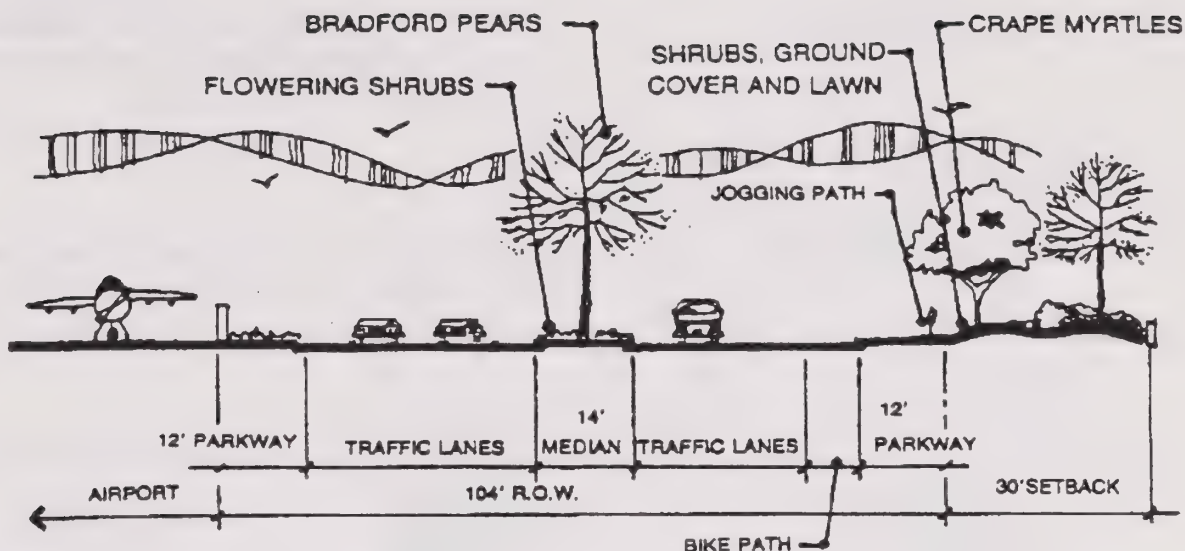 BRADFORD PEARS
CRAPE MYRTLES
SHRUBS, GROUND
COVER AND LAWN
FLOWERING SHRUBS
JOGGING PATH
12' PARKWAY
TRAFFIC LANES
14'
MEDIAN
TRAFFIC LANES
12'
PARKWAY
AIRPORT
104' R.O.W.
30' SETBACK
BIKE PATH